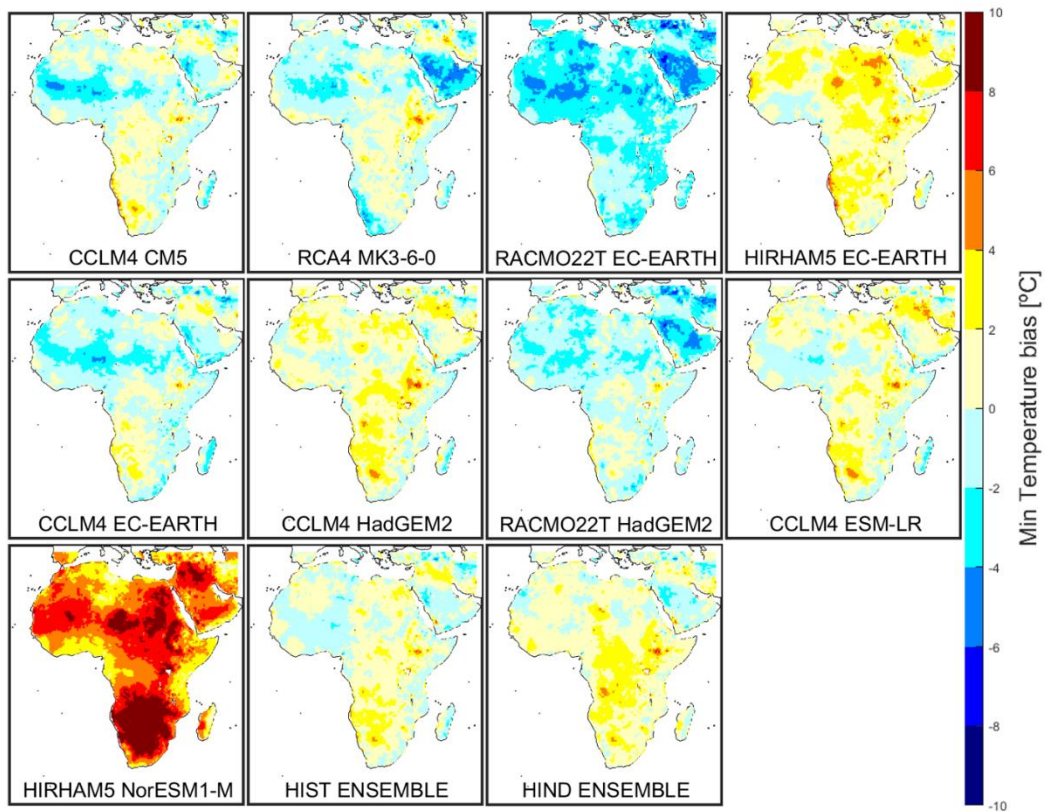 CCLM4 CM5
RCA4 MK3-6-0
RACMO22T EC-EARTH
HIRHAM5 EC-EARTH
CCLM4 EC-EARTH
CCLM4 HadGEM2
RACMO22T HadGEM2
CCLM4 ESM-LR
HIRHAM5 NorESM1-M
HIST ENSEMBLE
HIND ENSEMBLE
10
8
6
4
2
0
-2
-4
-6
-8
-10
Min Temperature bias [ºC]